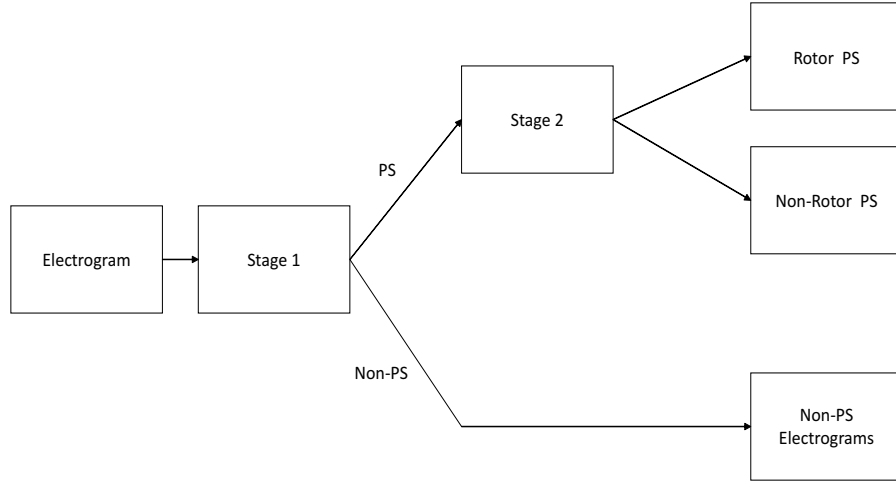 Electrogram
Stage 1
PS
Non-PS
Stage 2
Rotor PS
Non-Rotor PS
Non-PS
Electrograms